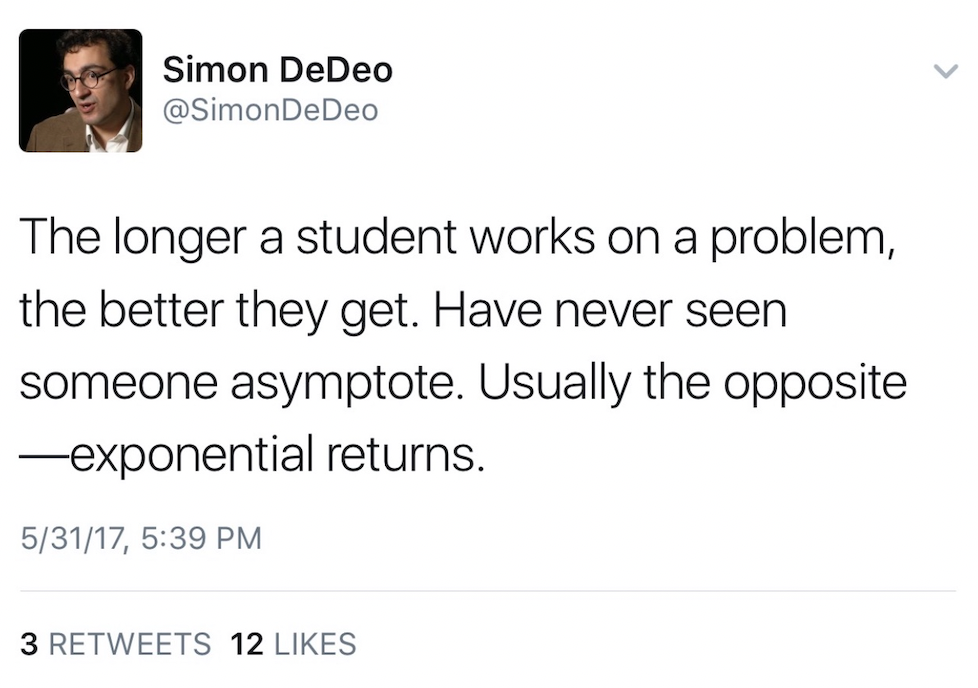 Simon DeDeo
@SimonDeDeo
The longer a student works on a problem,
the better they get. Have never seen
someone asymptote. Usually the opposite
—exponential returns.
5/31/17, 5:39 PM
3 RETWEETS 12 LIKES